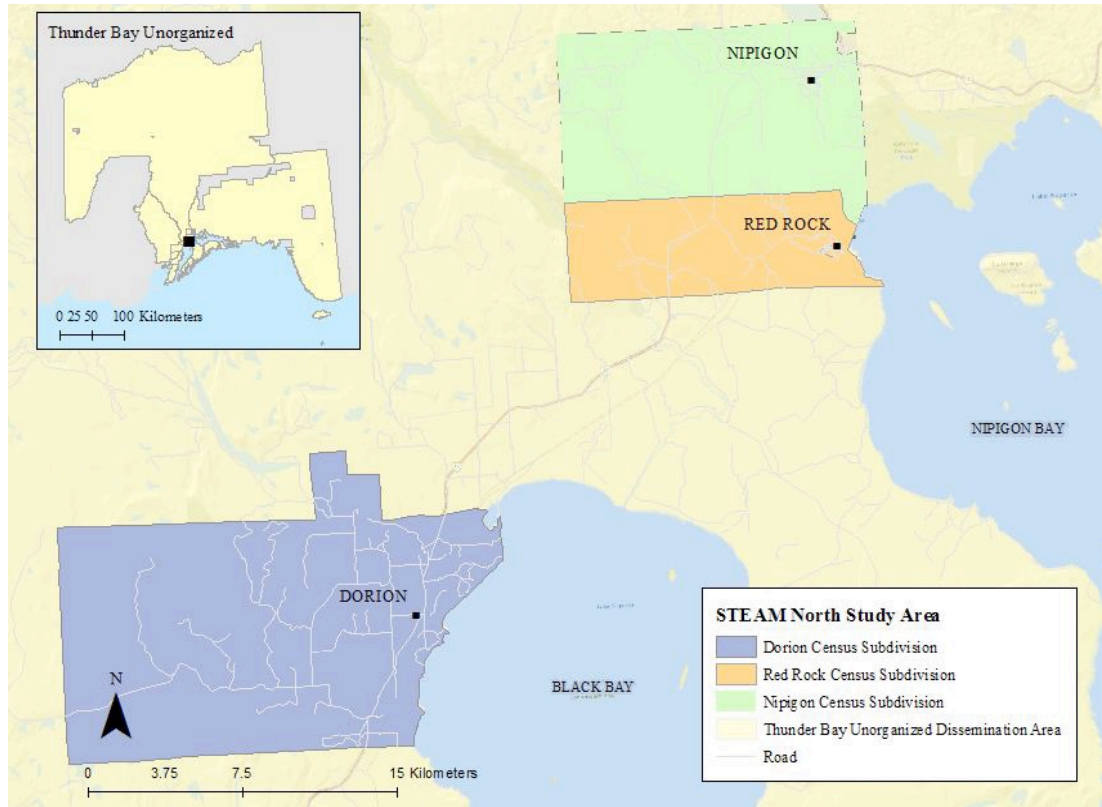 Thunder Bay Unorganized
0 25 50 100 Kilometers
NIPIGON
RED ROCK
NIPIGON BAY
DORION
BLACK BAY
N
0 3.75 7.5 15 Kilometers
STEAM North Study Area
Dorion Census Subdivision
Red Rock Census Subdivision
Nipigon Census Subdivision
Thunder Bay Unorganized Dissemination Area
Road